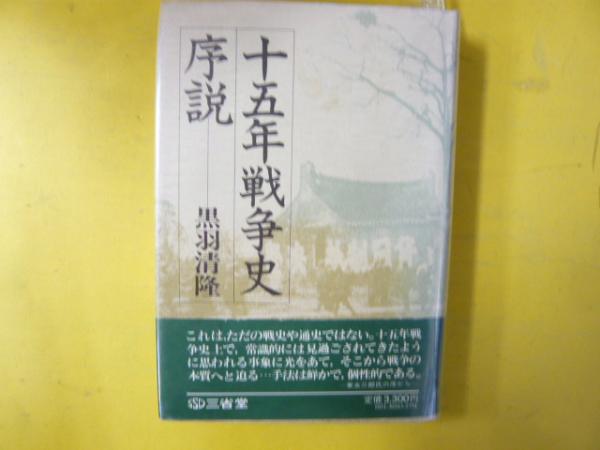 十五年戦争史
序説
黒羽清隆
これは、ただの戦史や通史ではない。十五年戦
争史上で、常識的には見過ごされてきたよう
に思われる事象に光をあて、そこから戦争の
本質へと迫る…手法は鮮かで、個性的である。
三省堂
定価 3,300円